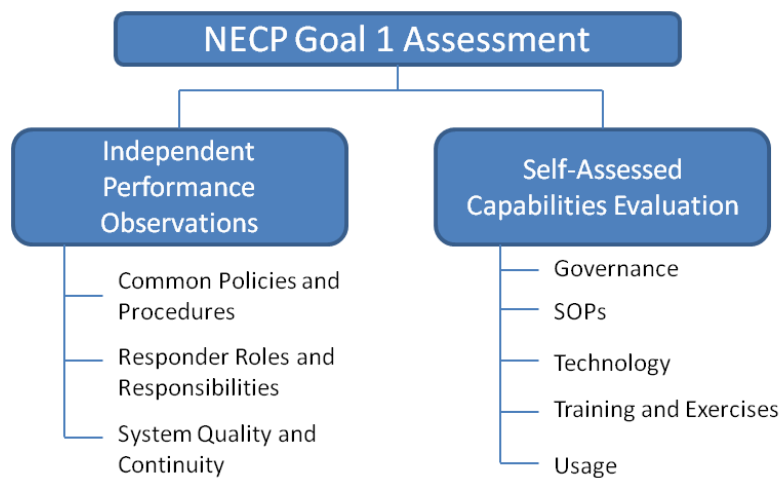 NECP Goal 1 Assessment
Independent
Performance
Observations
Common Policies and
Procedures
Responder Roles and
Responsibilities
System Quality and
Continuity
Self-Assessed
Capabilities Evaluation
Governance
SOPs
Technology
Training and Exercises
Usage